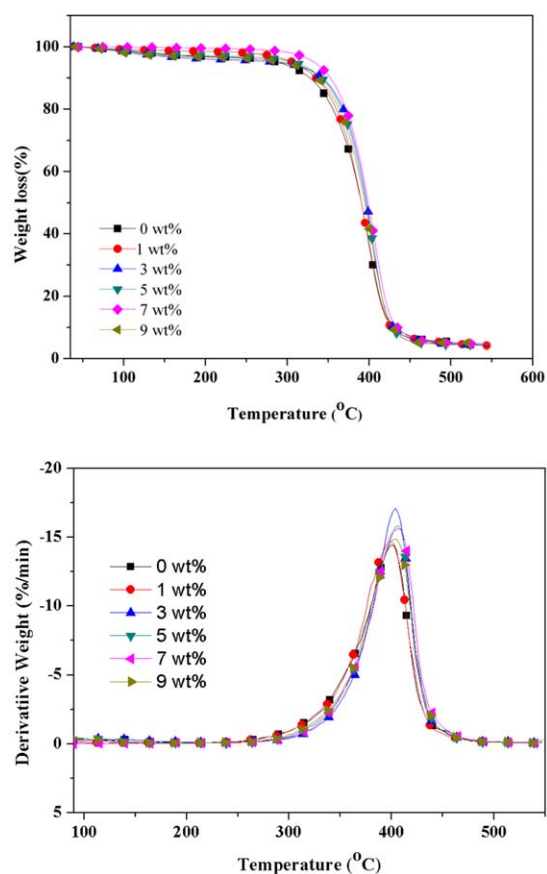 100
80
60
40
20
0
Weight loss(%)
0 wt%
1 wt%
3 wt%
5 wt%
7 wt%
9 wt%
100 200 300 400 500 600
Temperature (°C)
-20
-15
-10
-5
0
5
Derivatiive Weight (%/min)
0 wt%
1 wt%
3 wt%
5 wt%
7 wt%
9 wt%
100 200 300 400 500
Temperature (°C)